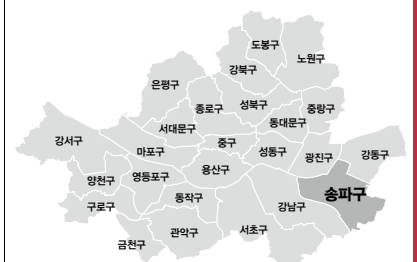 도봉구
노원구
강북구
은평구
성북구
종로구
중랑구
동대문구
서대문구
강서구
중구
마포구
성동구
광진구
강동구
용산구
양천구
영등포구
송파구
동작구
구로구
강남구
서초구
관악구
금천구